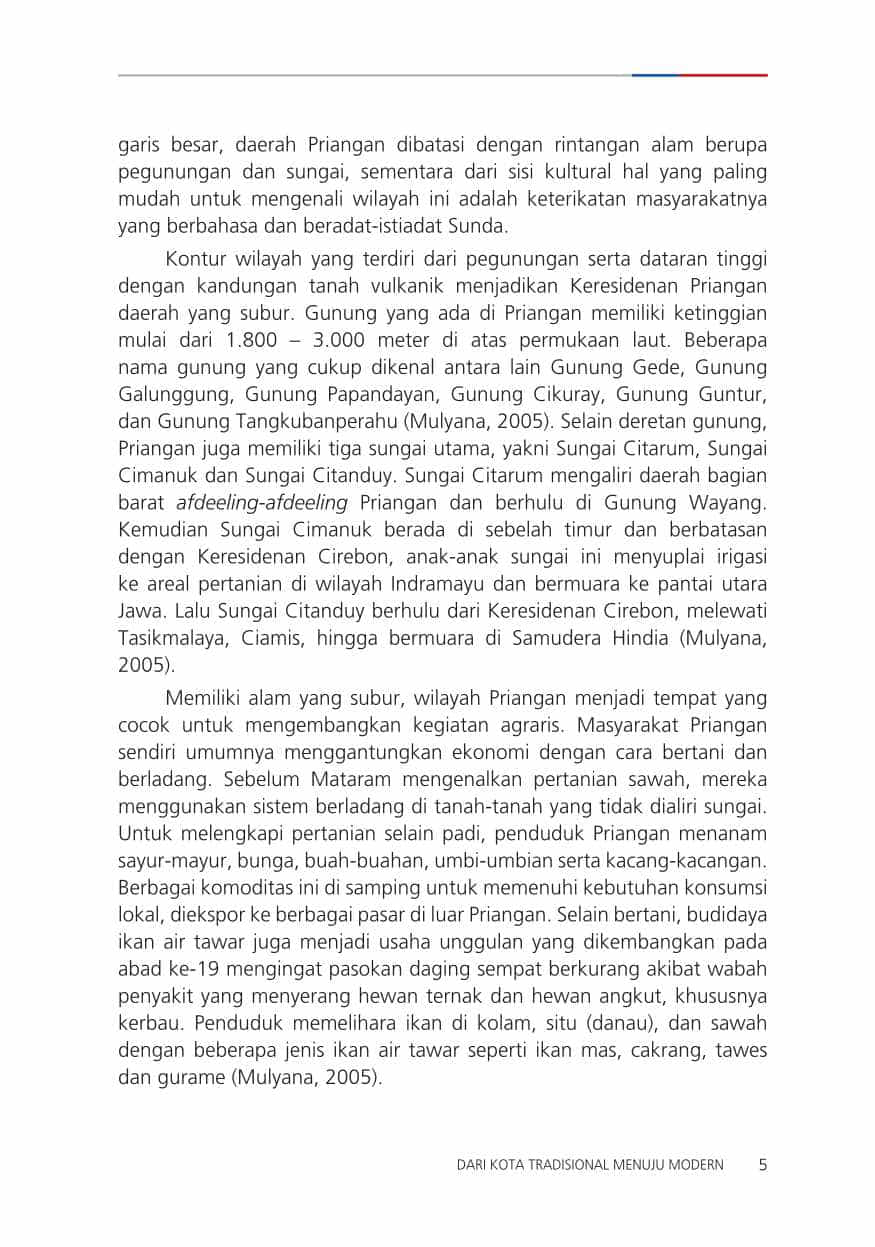 garis besar, daerah Priangan dibatasi dengan rintangan alam berupa
pegunungan dan sungai, sementara dari sisi kultural hal yang paling
mudah untuk mengenali wilayah ini adalah keterikatan masyarakatnya
yang berbahasa dan beradat-istiadat Sunda.
Kontur wilayah yang terdiri dari pegunungan serta dataran tinggi
dengan kandungan tanah vulkanik menjadikan Keresidenan Priangan
daerah yang subur. Gunung yang ada di Priangan memiliki ketinggian
mulai dari 1.800 – 3.000 meter di atas permukaan laut. Beberapa
nama gunung yang cukup dikenal antara lain Gunung Gede, Gunung
Galunggung, Gunung Papandayan, Gunung Cikuray, Gunung Guntur,
dan Gunung Tangkubanperahu (Mulyana, 2005). Selain deretan gunung,
Priangan juga memiliki tiga sungai utama, yakni Sungai Citarum, Sungai
Cimanuk dan Sungai Citanduy. Sungai Citarum mengaliri daerah bagian
barat afdeeling-afdeeling Priangan dan berhulu di Gunung Wayang.
Kemudian Sungai Cimanuk berada di sebelah timur dan berbatasan
dengan Keresidenan Cirebon, anak-anak sungai ini menyuplai irigasi
ke areal pertanian di wilayah Indramayu dan bermuara ke pantai utara
Jawa. Lalu Sungai Citanduy berhulu dari Keresidenan Cirebon, melewati
Tasikmalaya, Ciamis, hingga bermuara di Samudera Hindia (Mulyana,
2005).
Memiliki alam yang subur, wilayah Priangan menjadi tempat yang
cocok untuk mengembangkan kegiatan agraris. Masyarakat Priangan
sendiri umumnya menggantungkan ekonomi dengan cara bertani dan
berladang. Sebelum Mataram mengenalkan pertanian sawah, mereka
menggunakan sistem berladang di tanah-tanah yang tidak dialiri sungai.
Untuk melengkapi pertanian selain padi, penduduk Priangan menanam
sayur-mayur, bunga, buah-buahan, umbi-umbian serta kacang-kacangan.
Berbagai komoditas ini di samping untuk memenuhi kebutuhan konsumsi
lokal, diekspor ke berbagai pasar di luar Priangan. Selain bertani, budidaya
ikan air tawar juga menjadi usaha unggulan yang dikembangkan pada
abad ke-19 mengingat pasokan daging sempat berkurang akibat wabah
penyakit yang menyerang hewan ternak dan hewan angkut, khususnya
kerbau. Penduduk memelihara ikan di kolam, situ (danau), dan sawah
dengan beberapa jenis ikan air tawar seperti ikan mas, cakrang, tawes
dan gurame (Mulyana, 2005).
DARI KOTA TRADISIONAL MENUJU MODERN 5